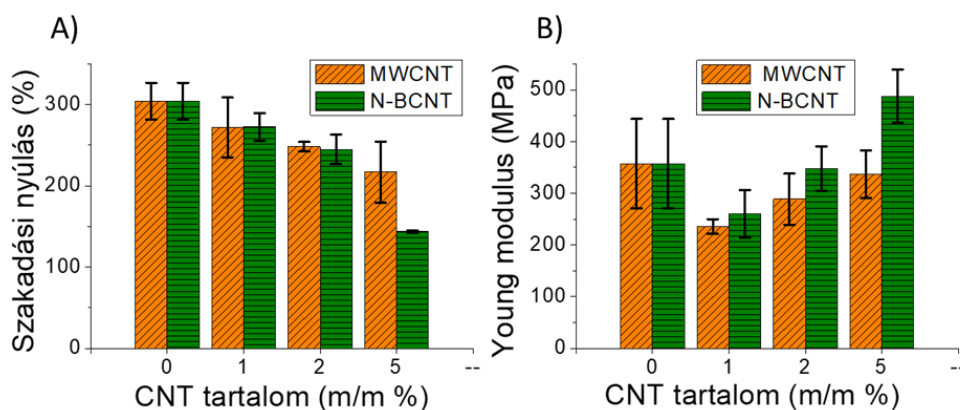 A)
MWCNT
N-BCNT
Szakadási nyúlás (%)
300
200
100
0
0 1 2 5 --
CNT tartalom (m/m %)
B)
MWCNT
N-BCNT
Young modulus (MPa)
500
400
300
200
100
0
0 1 2 5 --
CNT tartalom (m/m %)